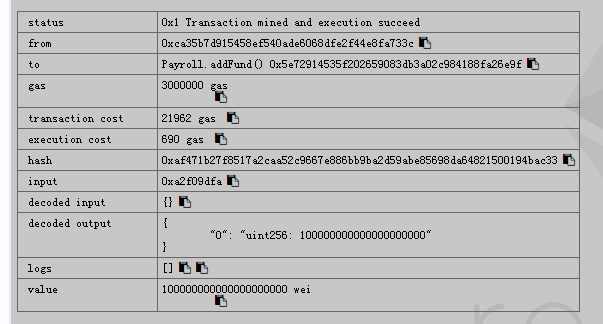 status 0x1 Transaction mined and execution succeed
from 0xca35b7d915458ef540ade6068dfe2f44e8fa733c
to Payroll.addFund() 0x5e72914535f202659083db3a02c984188fa26e9f
gas 3000000 gas
transaction cost 21962 gas
execution cost 690 gas
hash 0xaf471b27f8517a2caa52c9667e886bb9ba2d59abe85698da64821500194bac33
input 0xa2f09dfa
decoded input {}
decoded output {
"0": "uint256: 100000000000000000000"
}
logs []
value 100000000000000000000 wei